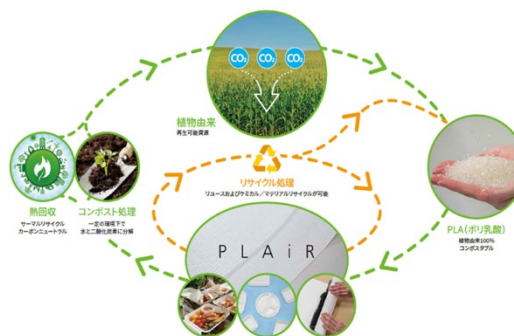 CO₂ CO₂ CO₂
植物由来
再生可能資源
リサイクル処理
リユースおよびケミカル／マテリアルリサイクルが可能
熱回収
サーマルリサイクル
カーボンニュートラル
コンポスト処理
一定の環境下で
水と二酸化炭素に分解
PLA(ポリ乳酸)
植物由来100%
コンポスタブル
PLAiR